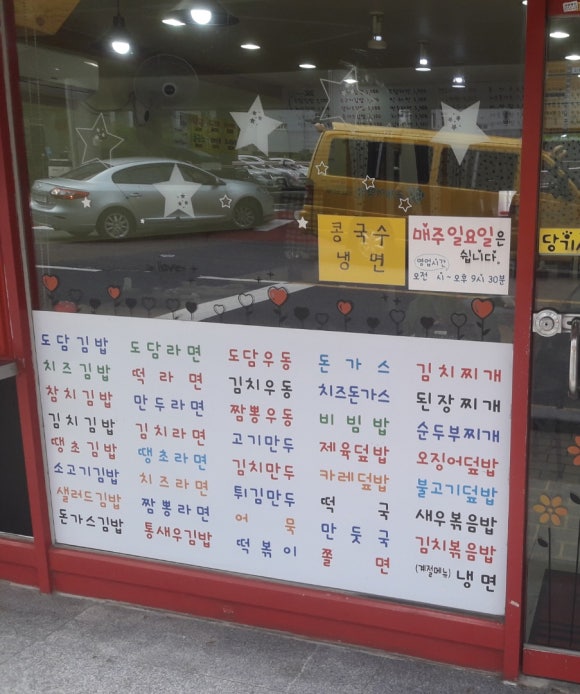 콩국수
냉면
매주일요일은
쉽니다.
영업시간
오전 시~오후 9시 30분
당기시
도담김밥 도담라면 도담우동 돈가스 김치찌개
치즈김밥 떡라면 김치우동 치즈돈가스 된장찌개
참치김밥 만두라면 짬뽕우동 비빔밥 순두부찌개
김치김밥 김치라면 고기만두 제육덮밥 오징어덮밥
땡초김밥 땡초라면 김치만두 카레덮밥 불고기덮밥
소고기김밥 치즈라면 튀김만두 떡국 새우볶음밥
샐러드김밥 짬뽕라면 어묵 만둣국 김치볶음밥
돈가스김밥 통새우김밥 떡볶이 쫄면 (계절메뉴) 냉면